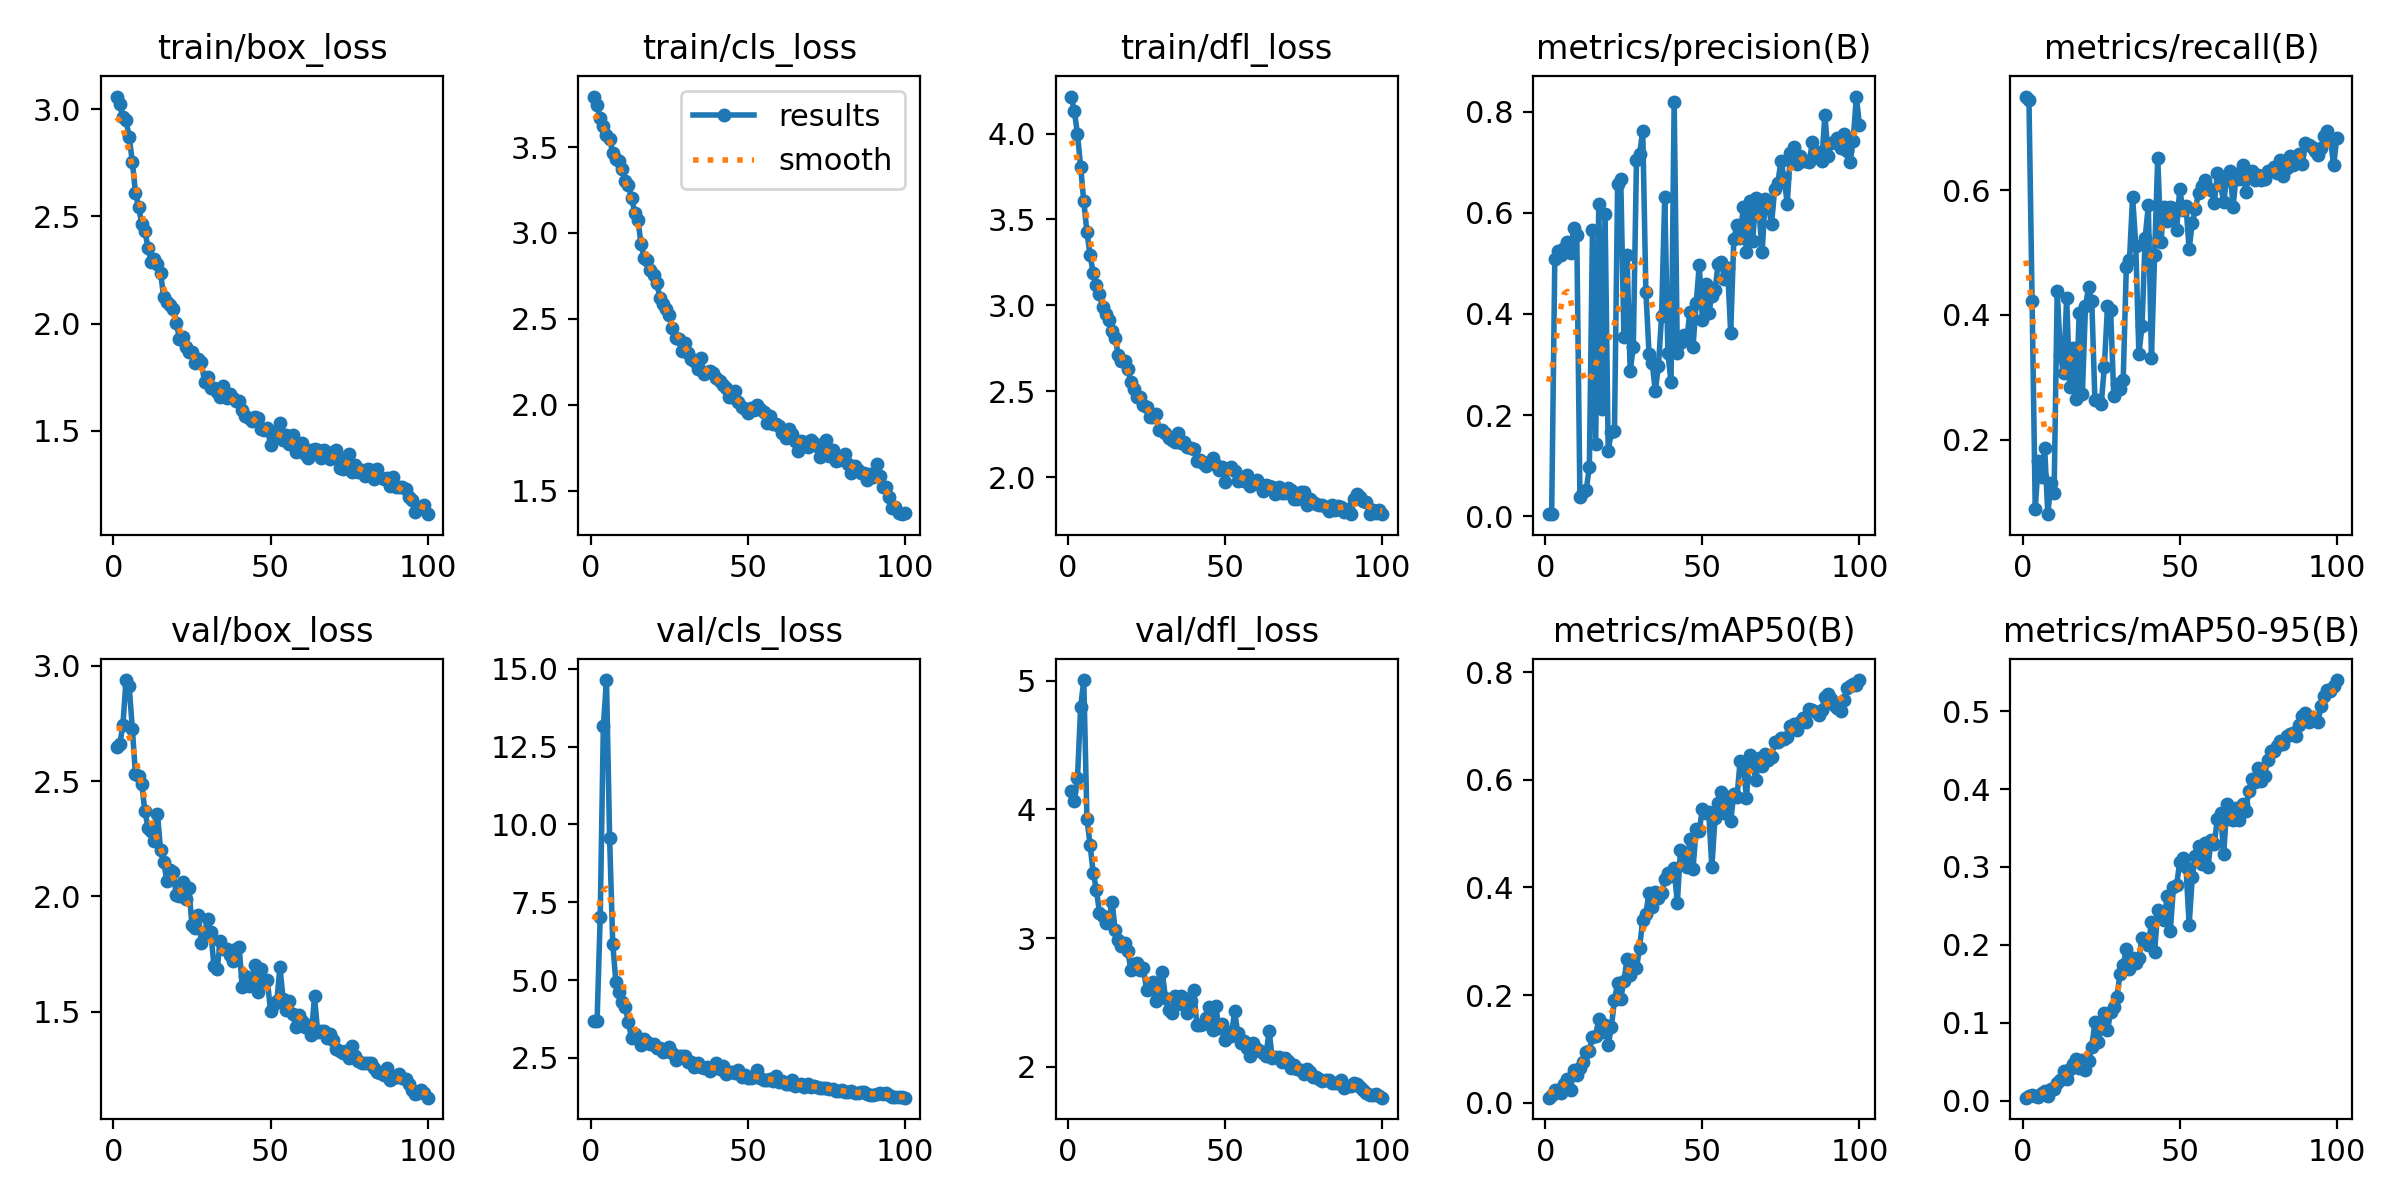 train/box_loss
3.0
2.5
2.0
1.5
0 50 100
train/cls_loss
results
smooth
3.5
3.0
2.5
2.0
1.5
0 50 100
train/dfl_loss
4.0
3.5
3.0
2.5
2.0
0 50 100
metrics/precision(B)
0.8
0.6
0.4
0.2
0.0
0 50 100
metrics/recall(B)
0.6
0.4
0.2
0 50 100
val/box_loss
3.0
2.5
2.0
1.5
0 50 100
val/cls_loss
15.0
12.5
10.0
7.5
5.0
2.5
0 50 100
val/dfl_loss
5
4
3
2
0 50 100
metrics/mAP50(B)
0.8
0.6
0.4
0.2
0.0
0 50 100
metrics/mAP50-95(B)
0.5
0.4
0.3
0.2
0.1
0.0
0 50 100